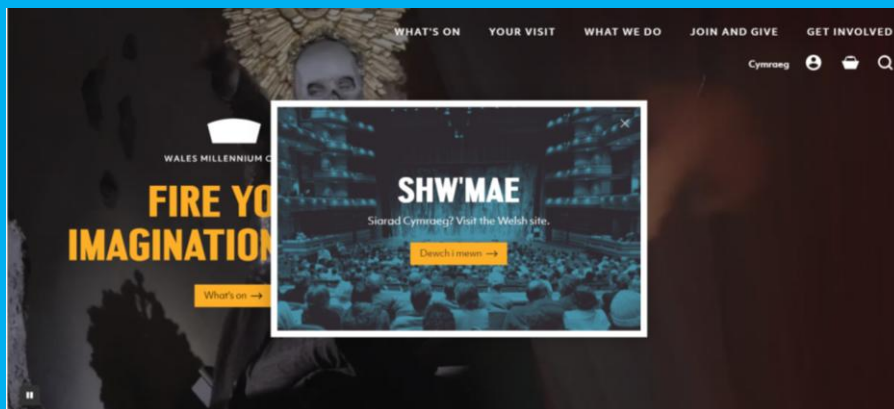 WHAT'S ON YOUR VISIT WHAT WE DO JOIN AND GIVE GET INVOLVED
Cymraeg
WALES MILLENNIUM C
FIRE YO
IMAGINATION
What's on →
SHW'MAE
Siarad Cymraeg? Visit the Welsh site.
Dewch i mewn →